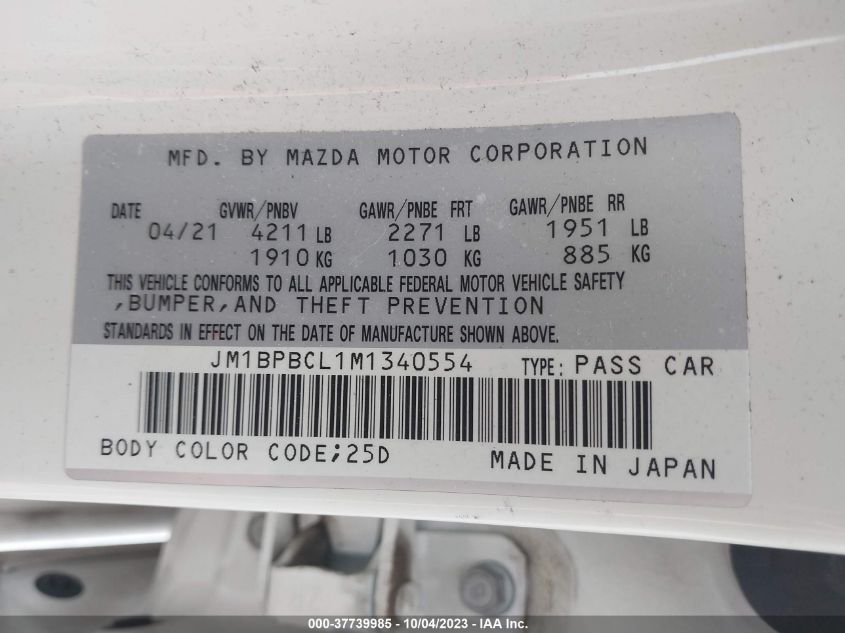 MFD. BY MAZDA MOTOR CORPORATION
DATE GVWR/PNBV GAWR/PNBE FRT GAWR/PNBE RR
04/21 4211 LB 2271 LB 1951 LB
1910 KG 1030 KG 885 KG
THIS VEHICLE CONFORMS TO ALL APPLICABLE FEDERAL MOTOR VEHICLE SAFETY
,BUMPER,AND THEFT PREVENTION
STANDARDS IN EFFECT ON THE DATE OF MANUFACTURE SHOWN ABOVE.
JM1BPBCL1M1340554 TYPE: PASS CAR
BODY COLOR CODE;25D MADE IN JAPAN
000-37739985 - 10/04/2023 - IAA Inc.